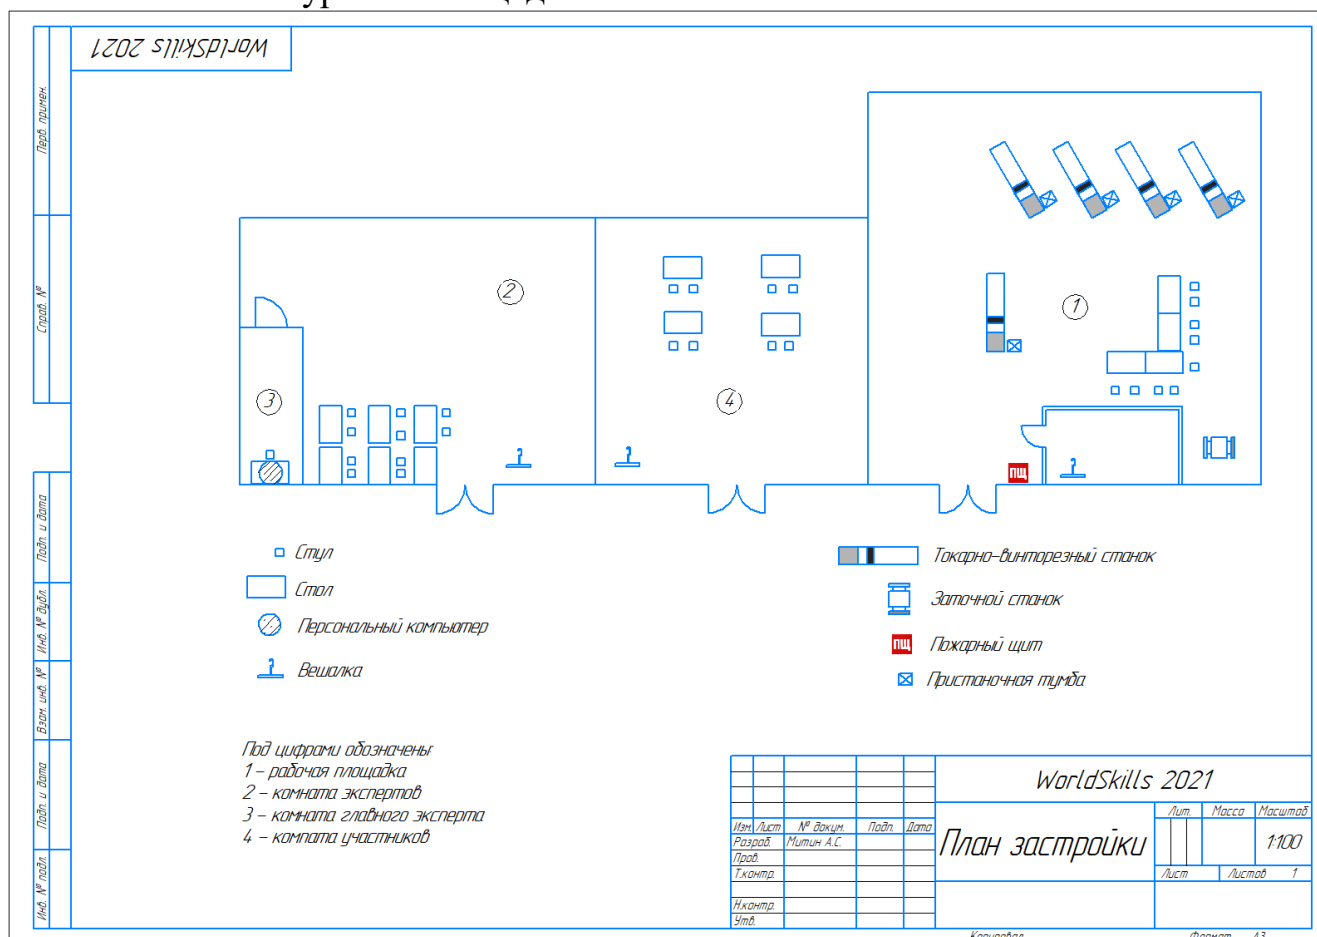 WorldSkills 2021
Перв. примен.
Справ. №
Подп. и дата
Инв. № дубл.
Взам. инв. №
Подп. и дата
Инв. № подл.
1
2
3
4
ПЩ
Стул
Стол
Персональный компьютер
Вешалка
Токарно-винторезный станок
Заточной станок
ПЩ
Пожарный щит
Пристаночная тумба
Под цифрами обозначены:
1 – рабочая площадка
2 – комната экспертов
3 – комната главного эксперта
4 – компата участников
WorldSkills 2021
Изм. Лист № докум. Подп. Дата
Разраб. Митин А.С.
Пров.
Т.контр.
Н.контр.
Утв.
План застройки
Лит. Масса Масштаб
1:100
Лист Листов 1
Копировал Формат А3